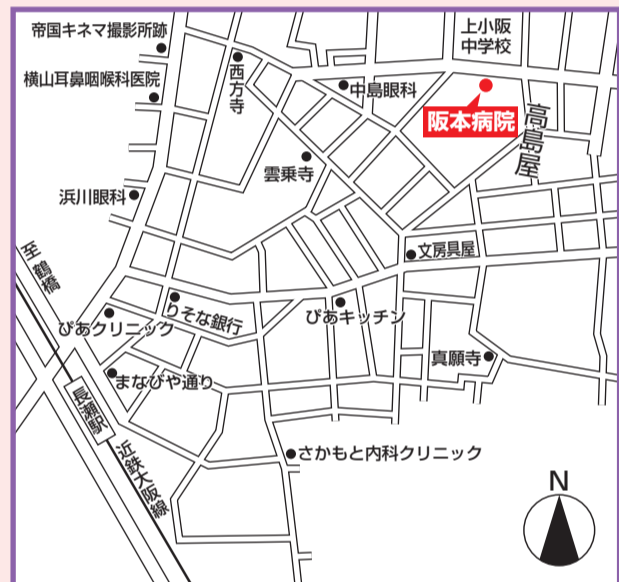 帝国キネマ撮影所跡
上小阪
中学校
横山耳鼻咽喉科医院
西方寺
中島眼科
阪本病院
高島屋
雲乗寺
浜川眼科
文房具屋
至鶴橋
りそな銀行
ぴあクリニック
ぴあキッチン
真願寺
まなびや通り
長瀬駅
近鉄大阪線
さかもと内科クリニック
N